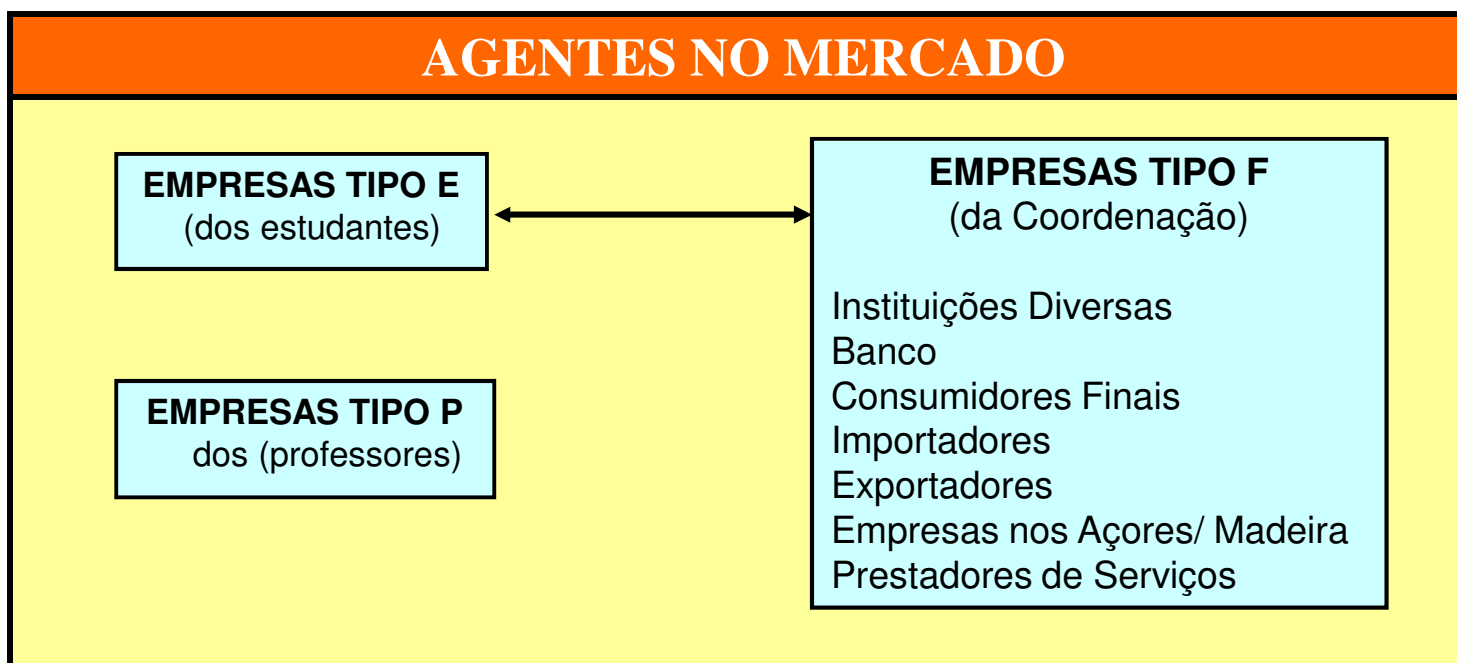 AGENTES NO MERCADO
EMPRESAS TIPO E
(dos estudantes)
EMPRESAS TIPO P
dos (professores)
EMPRESAS TIPO F
(da Coordenação)
Instituições Diversas
Banco
Consumidores Finais
Importadores
Exportadores
Empresas nos Açores/ Madeira
Prestadores de Serviços